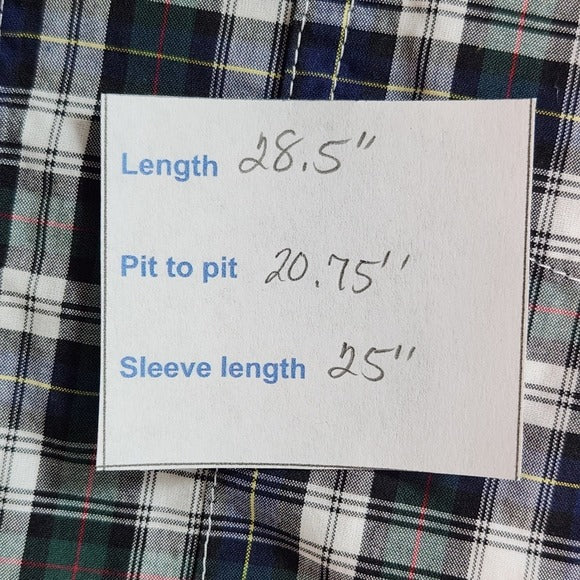 Length 28.5"
Pit to pit 20.75''
Sleeve length 25"